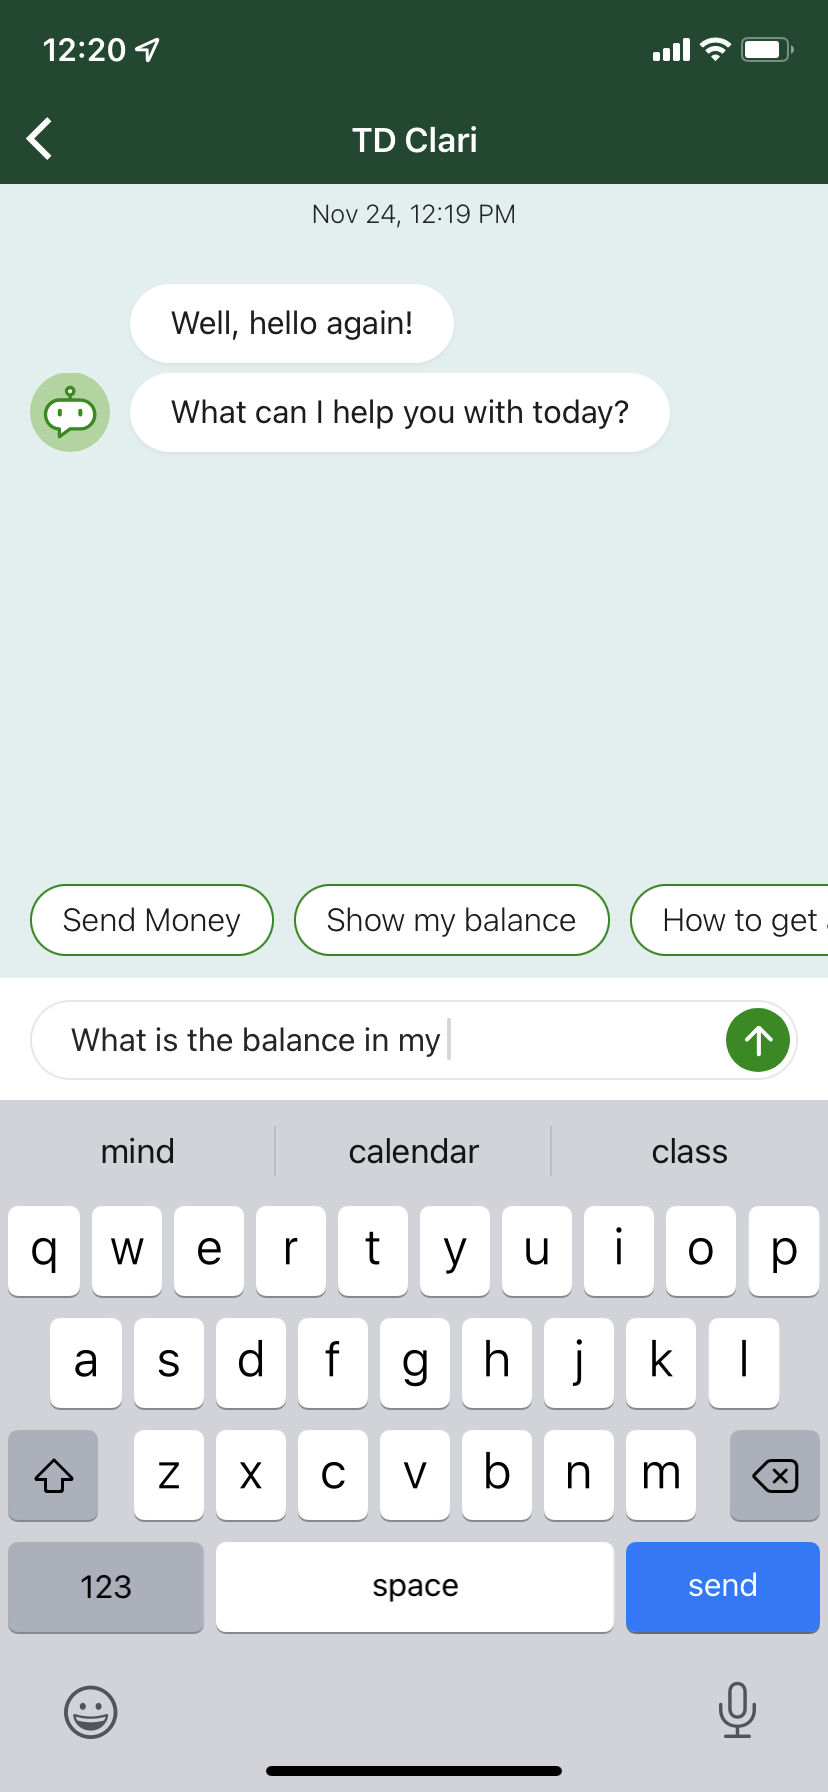 12:20
TD Clari
Nov 24, 12:19 PM
Well, hello again!
What can I help you with today?
Send Money Show my balance How to get
What is the balance in my
mind calendar class
q w e r t y u i o p
a s d f g h j k l
z x c v b n m
123 space send